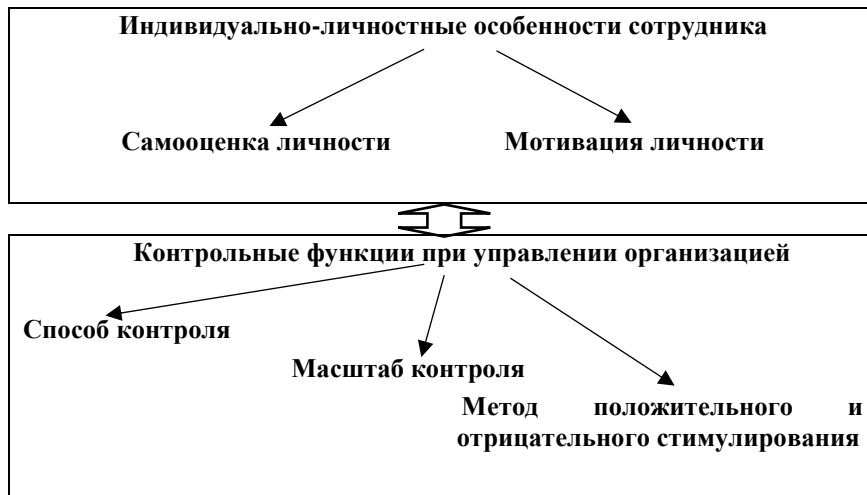 Индивидуально-личностные особенности сотрудника
Самооценка личности
Мотивация личности
Контрольные функции при управлении организацией
Способ контроля
Масштаб контроля
Метод положительного и
отрицательного стимулирования